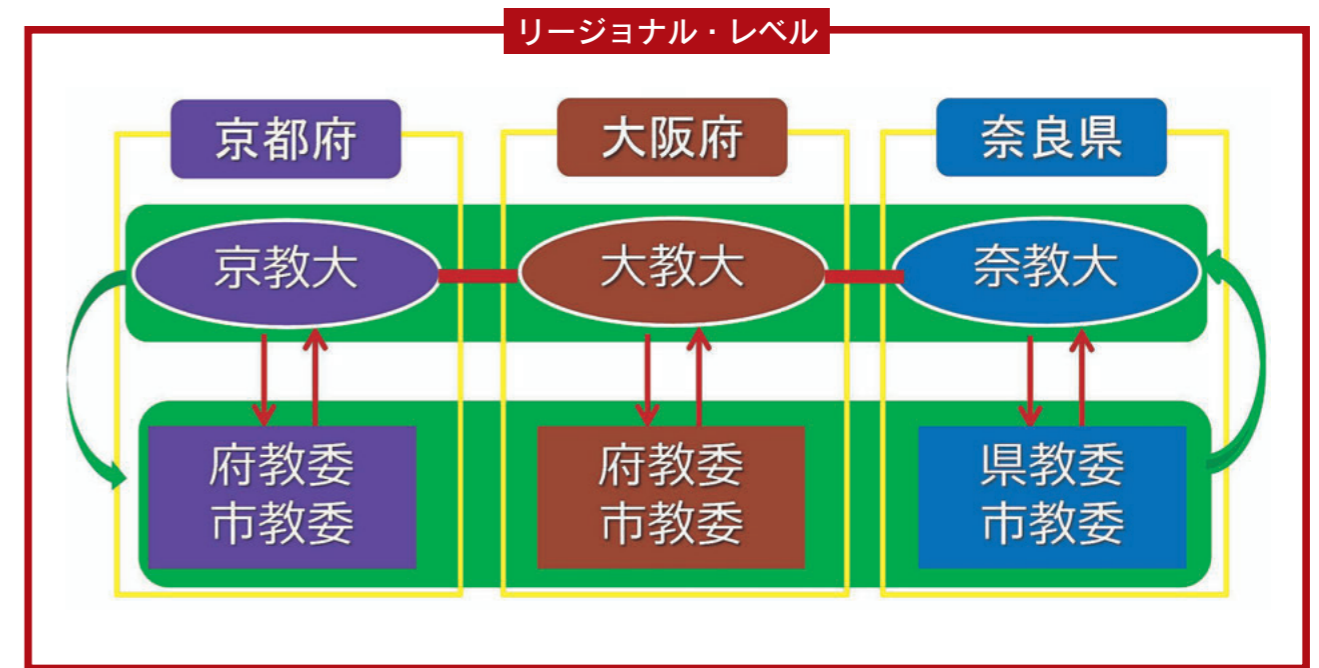 リージョナル・レベル
京都府
大阪府
奈良県
京教大
大教大
奈教大
府教委
市教委
府教委
市教委
県教委
市教委